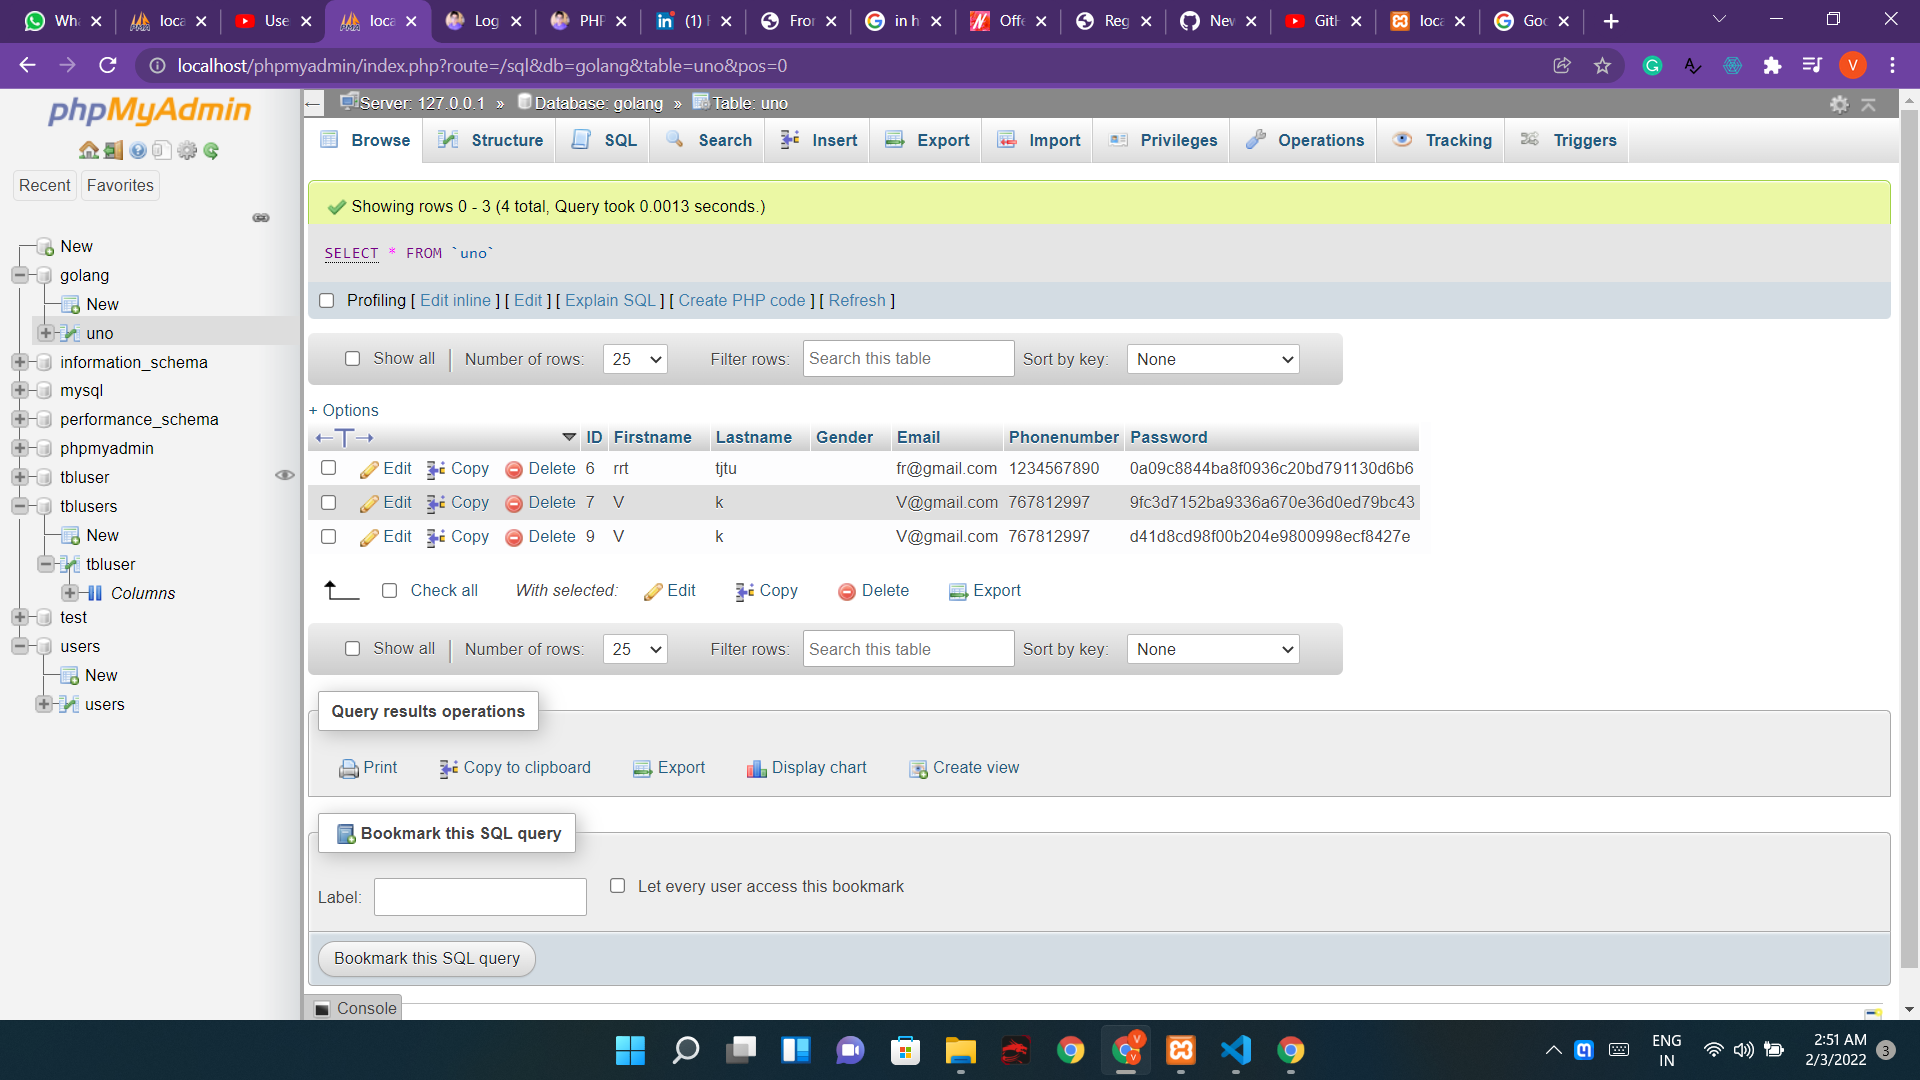 Wha
loca
Use
loca
Log
PHP
(1) F
Fror
in h
Offe
Reg
New
Gith
loca
Goo
localhost/phpmyadmin/index.php?route=/sql&db=golang&table=uno&pos=0
V
phpMyAdmin
Recent
Favorites
New
golang
New
uno
information_schema
mysql
performance_schema
phpmyadmin
tbluser
tblusers
New
tbluser
Columns
test
users
New
users
Server: 127.0.0.1 » Database: golang » Table: uno
Browse Structure SQL Search Insert Export Import Privileges Operations Tracking Triggers
Showing rows 0 - 3 (4 total, Query took 0.0013 seconds.)
SELECT * FROM `uno`
Profiling [ Edit inline ] [ Edit ] [ Explain SQL ] [ Create PHP code ] [ Refresh ]
Show all Number of rows: 25 Filter rows: Search this table Sort by key: None
+ Options
←T→ ID Firstname Lastname Gender Email Phonenumber Password
Edit Copy Delete 6 rrt tjtu fr@gmail.com 1234567890 0a09c8844ba8f0936c20bd791130d6b6
Edit Copy Delete 7 V k V@gmail.com 767812997 9fc3d7152ba9336a670e36d0ed79bc43
Edit Copy Delete 9 V k V@gmail.com 767812997 d41d8cd98f00b204e9800998ecf8427e
Check all With selected: Edit Copy Delete Export
Show all Number of rows: 25 Filter rows: Search this table Sort by key: None
Query results operations
Print Copy to clipboard Export Display chart Create view
Bookmark this SQL query
Label: Let every user access this bookmark
Bookmark this SQL query
Console
ENG
IN
2:51 AM
2/3/2022
3